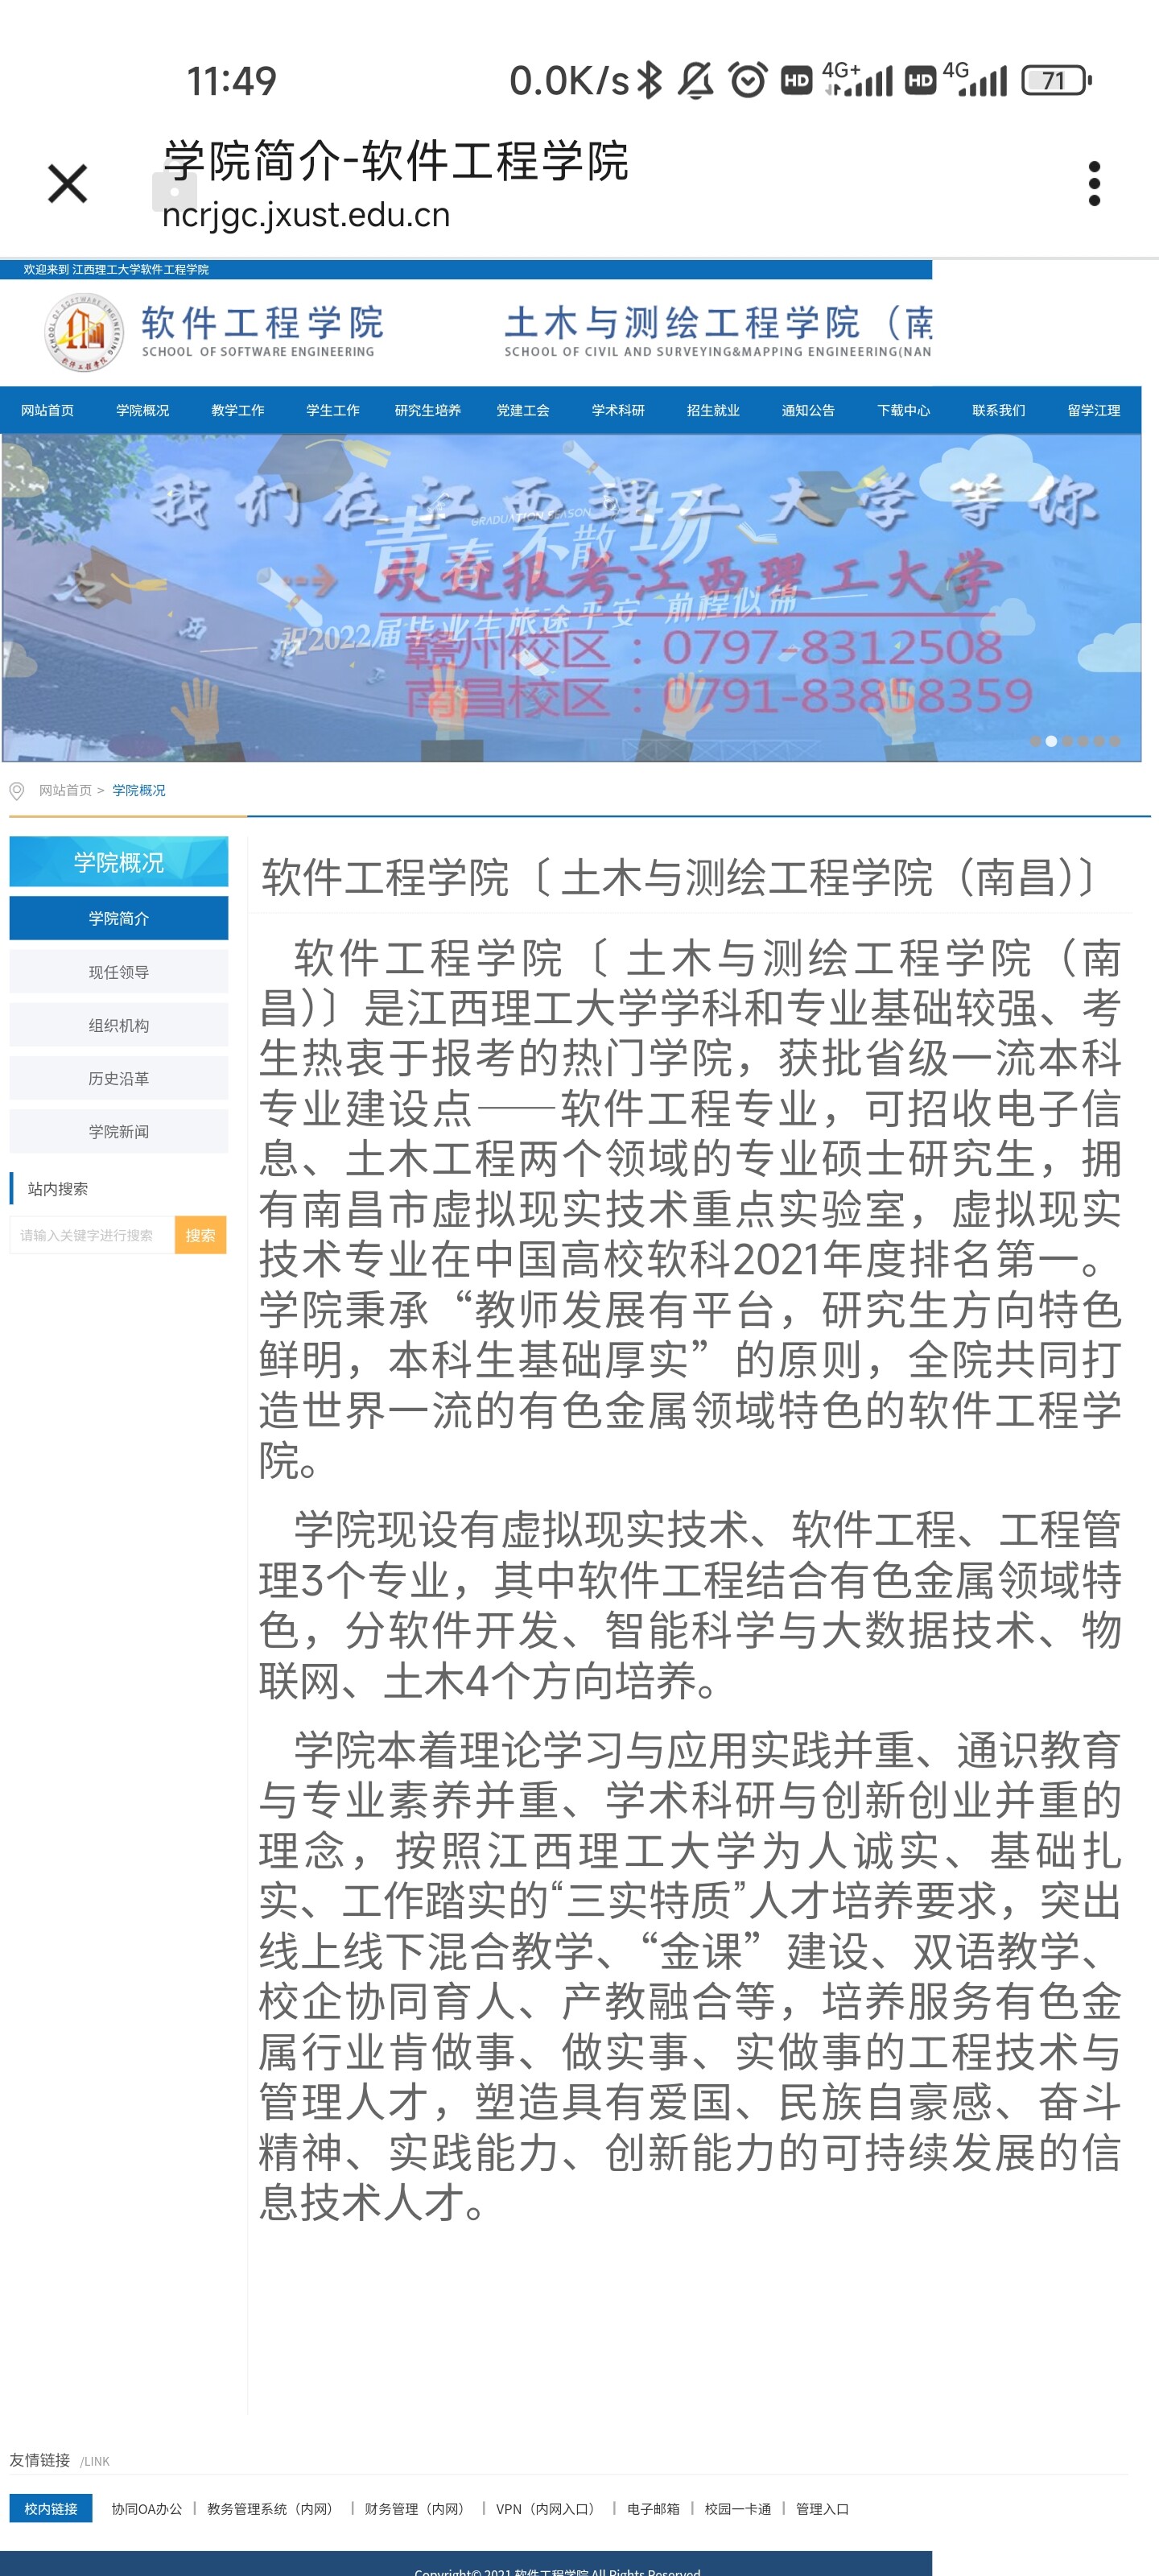 11:49
0.0K/s HD 4G+ HD 4G 71
学院简介-软件工程学院
ncrjgc.jxust.edu.cn
欢迎来到 江西理工大学软件工程学院
软件工程学院 土木与测绘工程学院（南
SCHOOL OF SOFTWARE ENGINEERING SCHOOL OF CIVIL AND SURVEYING&MAPPING ENGINEERING(NAN
网站首页 学院概况 教学工作 学生工作 研究生培养 党建工会 学术科研 招生就业 通知公告 下载中心 联系我们 留学江理
我们在江西理工大学等你
GRADUATION SEASON
青春不散场
欢迎报考江西理工大学
祝2022届毕业生旅途平安 前程似锦
赣州校区：0797-8312508
南昌校区：0791-83858359
网站首页 > 学院概况
学院概况
学院简介
现任领导
组织机构
历史沿革
学院新闻
站内搜索
请输入关键字进行搜索 搜索
软件工程学院〔 土木与测绘工程学院（南昌）〕
软件工程学院〔 土木与测绘工程学院（南
昌）〕是江西理工大学学科和专业基础较强、考
生热衷于报考的热门学院，获批省级一流本科
专业建设点——软件工程专业，可招收电子信
息、土木工程两个领域的专业硕士研究生，拥
有南昌市虚拟现实技术重点实验室，虚拟现实
技术专业在中国高校软科2021年度排名第一。
学院秉承“教师发展有平台，研究生方向特色
鲜明，本科生基础厚实”的原则，全院共同打
造世界一流的有色金属领域特色的软件工程学
院。
学院现设有虚拟现实技术、软件工程、工程管
理3个专业，其中软件工程结合有色金属领域特
色，分软件开发、智能科学与大数据技术、物
联网、土木4个方向培养。
学院本着理论学习与应用实践并重、通识教育
与专业素养并重、学术科研与创新创业并重的
理念，按照江西理工大学为人诚实、基础扎
实、工作踏实的“三实特质”人才培养要求，突出
线上线下混合教学、“金课”建设、双语教学、
校企协同育人、产教融合等，培养服务有色金
属行业肯做事、做实事、实做事的工程技术与
管理人才，塑造具有爱国、民族自豪感、奋斗
精神、实践能力、创新能力的可持续发展的信
息技术人才。
友情链接 /LINK
校内链接 协同OA办公 | 教务管理系统（内网） | 财务管理（内网） | VPN（内网入口） | 电子邮箱 | 校园一卡通 | 管理入口
Copyright© 2021 软件工程学院 All Rights Reserved